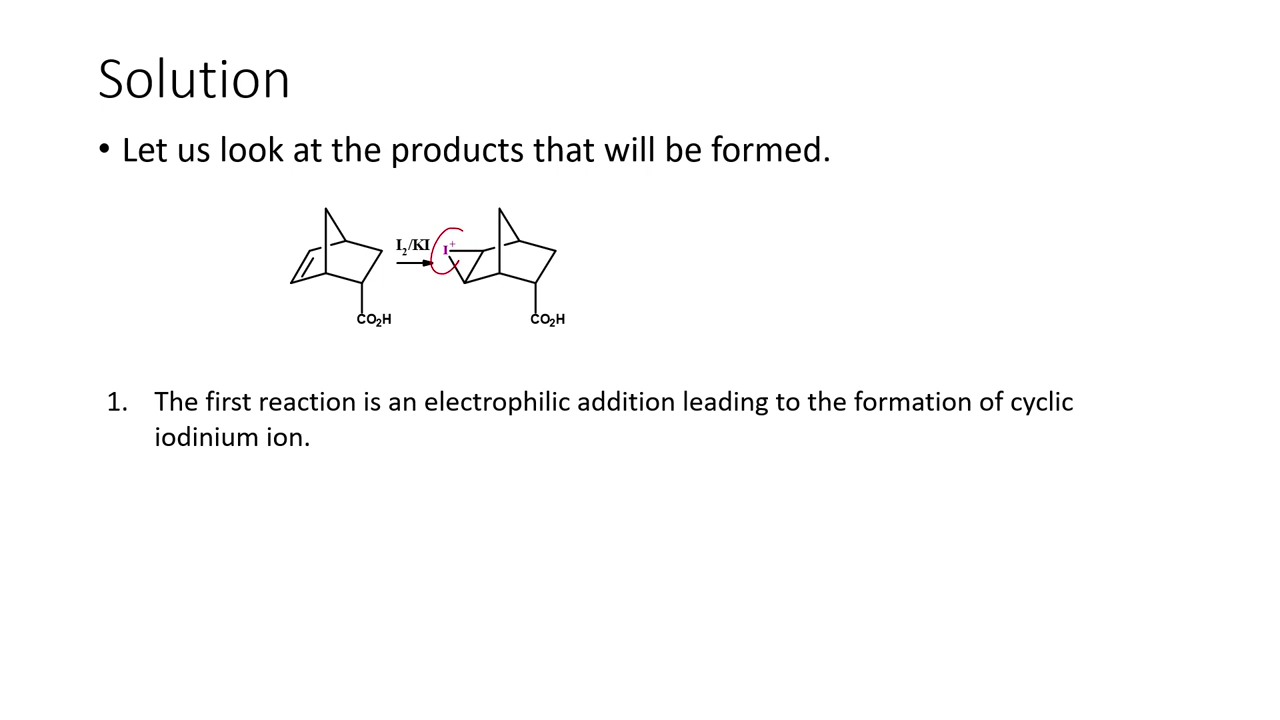 Solution
• Let us look at the products that will be formed.
I2/KI
I+
CO2H
CO2H
1. The first reaction is an electrophilic addition leading to the formation of cyclic
iodinium ion.